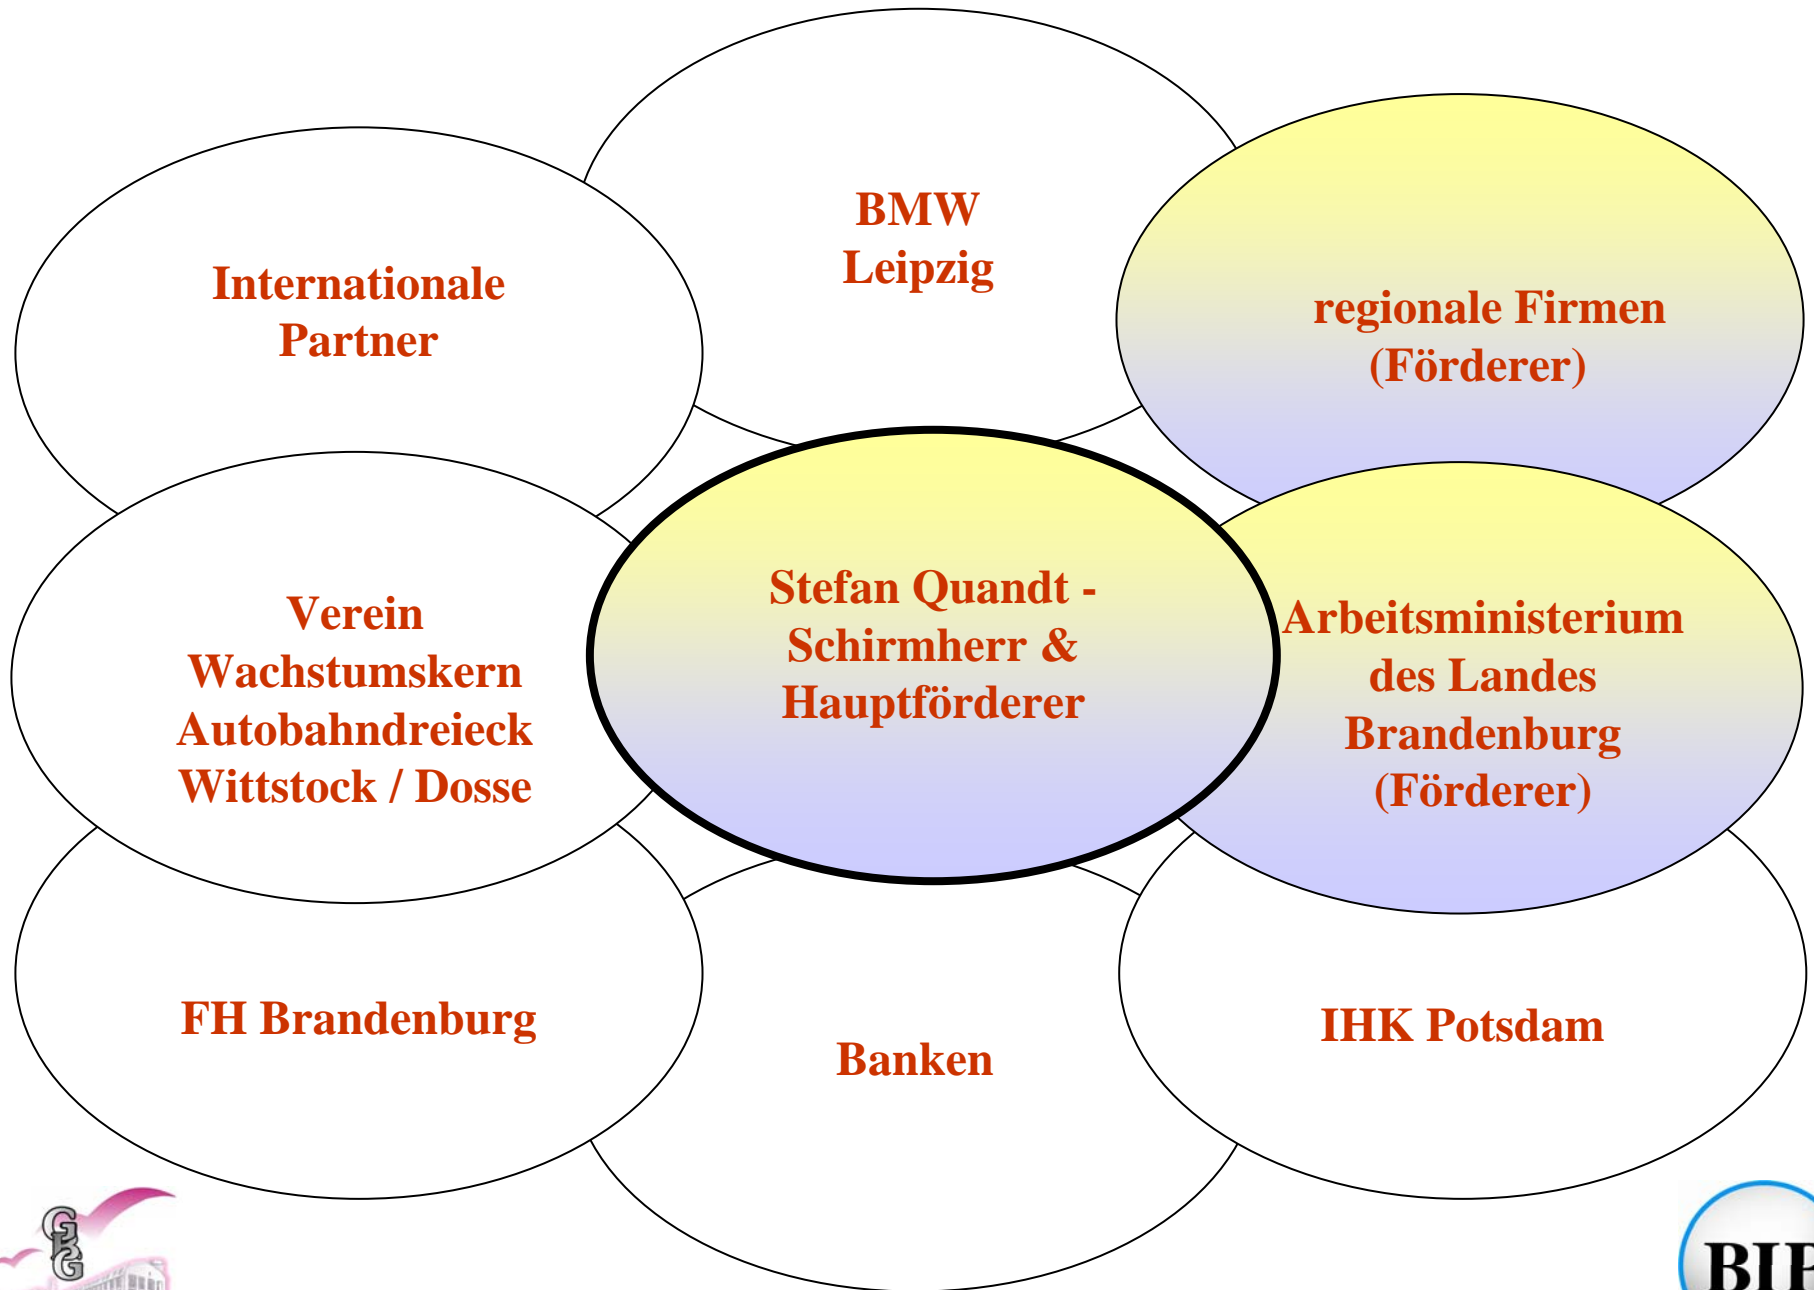 BMW
Leipzig
Internationale
Partner
regionale Firmen
(Förderer)
Verein
Wachstumskern
Autobahndreieck
Wittstock / Dosse
Stefan Quandt -
Schirmherr &
Hauptförderer
Arbeitsministerium
des Landes
Brandenburg
(Förderer)
FH Brandenburg
Banken
IHK Potsdam